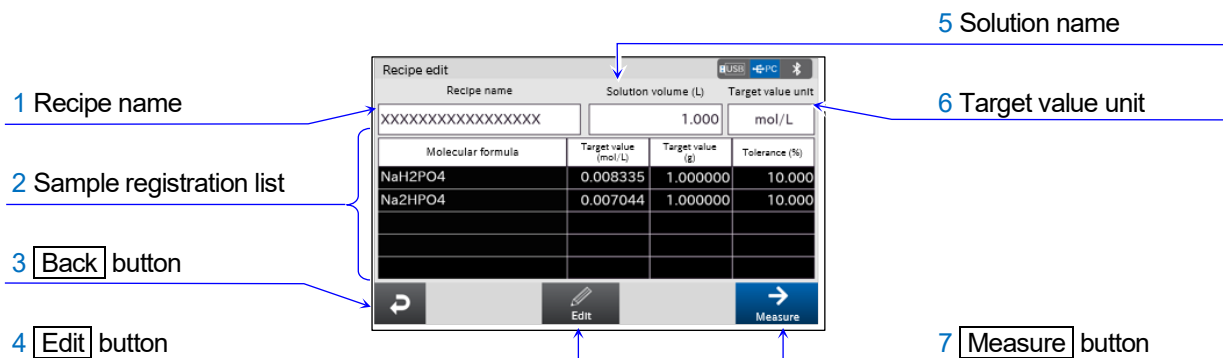 5 Solution name
1 Recipe name
6 Target value unit
2 Sample registration list
3 Back button
4 Edit button
7 Measure button
Recipe edit
USB PC
Recipe name Solution volume (L) Target value unit
XXXXXXXXXXXXXXXXX 1.000 mol/L
Molecular formula Target value (mol/L) Target value (g) Tolerance (%)
NaH2PO4 0.008335 1.000000 10.000
Na2HPO4 0.007044 1.000000 10.000
Edit Measure